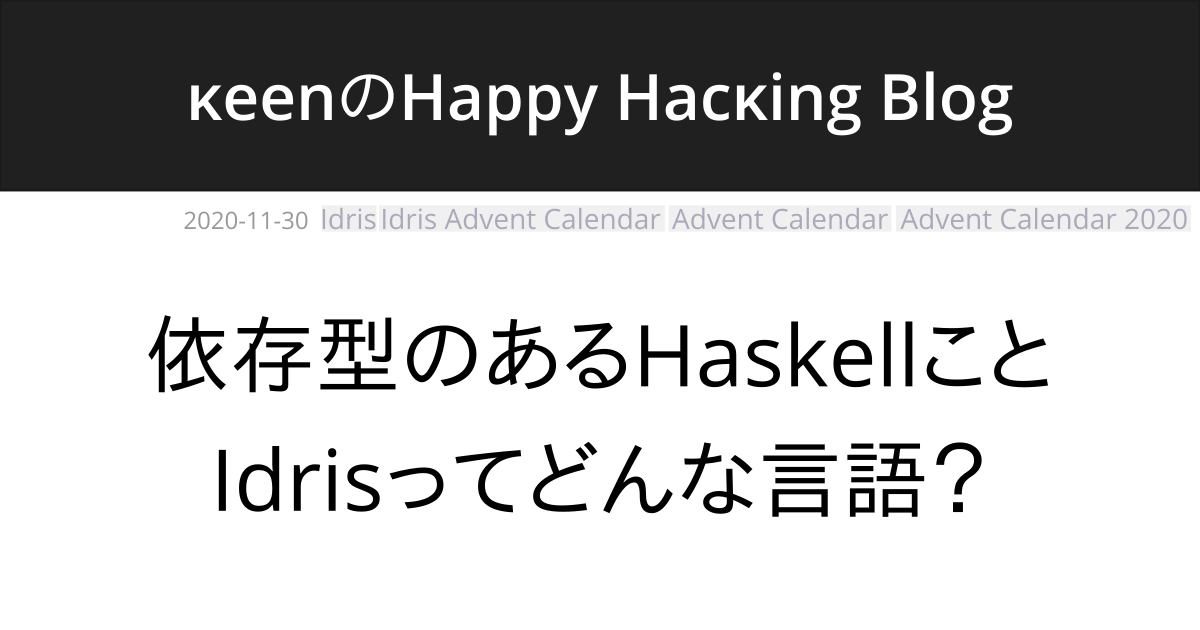 κeenのHappy Hacκing Blog
2020-11-30 Idris Idris Advent Calendar Advent Calendar Advent Calendar 2020
依存型のあるHaskellこと
Idrisってどんな言語？